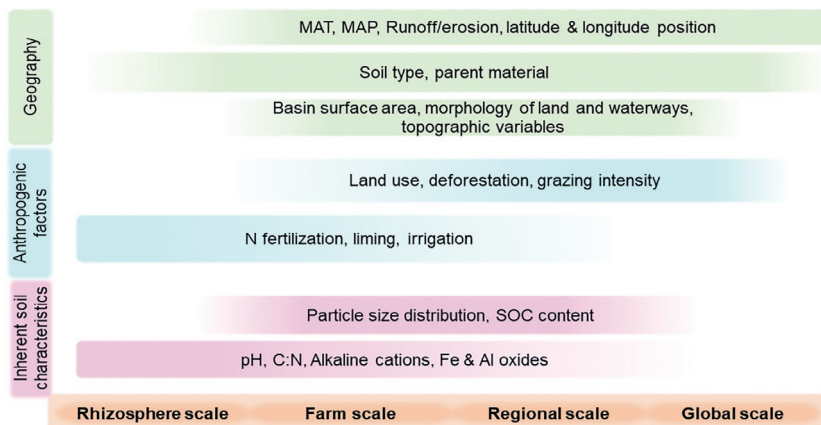 Geography
MAT, MAP, Runoff/erosion, latitude & longitude position
Soil type, parent material
Basin surface area, morphology of land and waterways,
topographic variables
Anthropogenic
factors
Land use, deforestation, grazing intensity
N fertilization, liming, irrigation
Inherent soil
characteristics
Particle size distribution, SOC content
pH, C:N, Alkaline cations, Fe & Al oxides
Rhizosphere scale Farm scale Regional scale Global scale